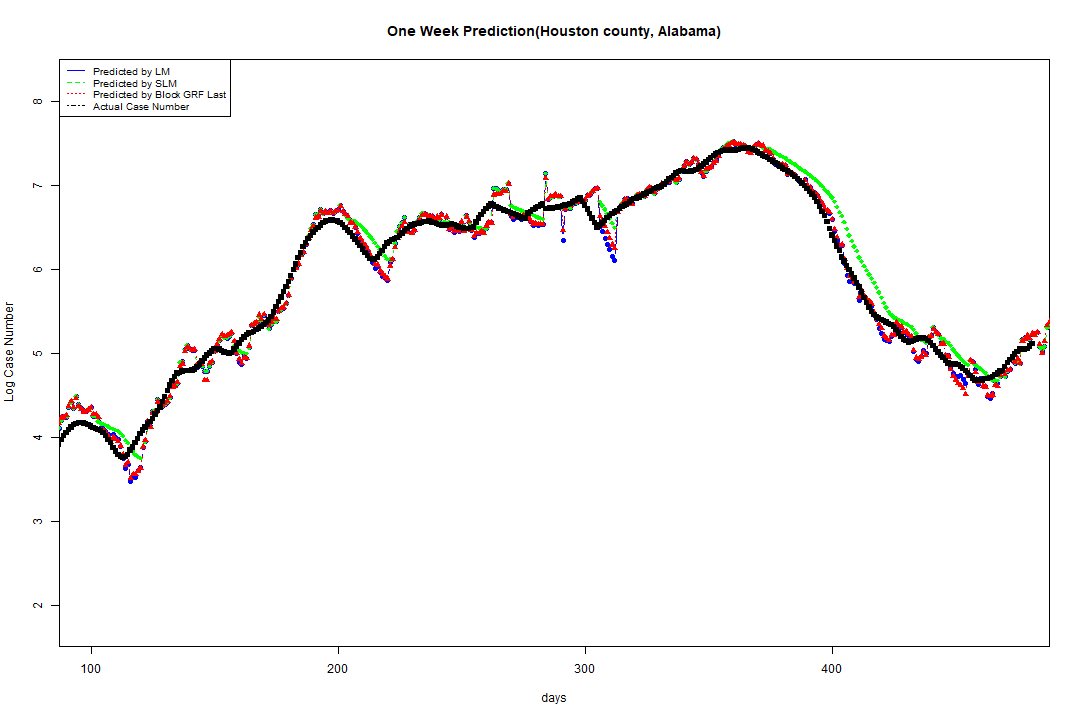 One Week Prediction(Houston county, Alabama)
Predicted by LM
Predicted by SLM
Predicted by Block GRF Last
Actual Case Number
8
7
6
5
4
3
2
Log Case Number
100 200 300 400
days